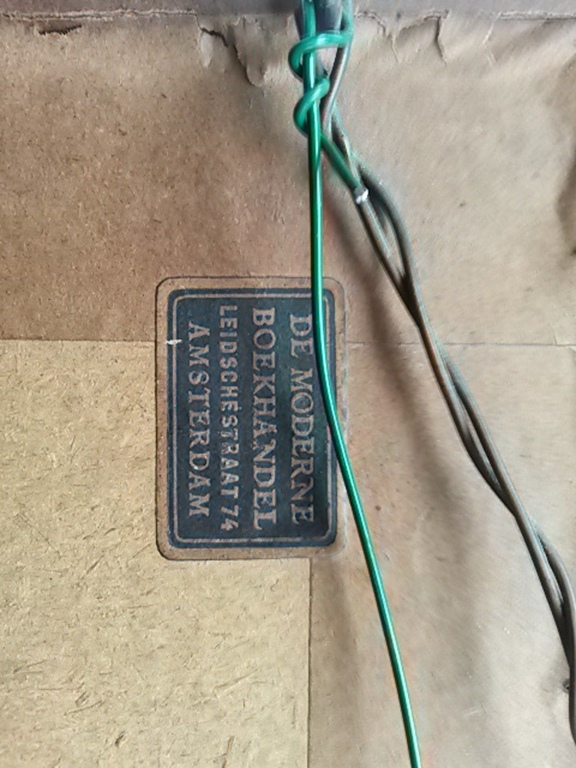 DE MODERNE
BOEKHANDEL
LEIDSCHESTRAAT 74
AMSTERDAM